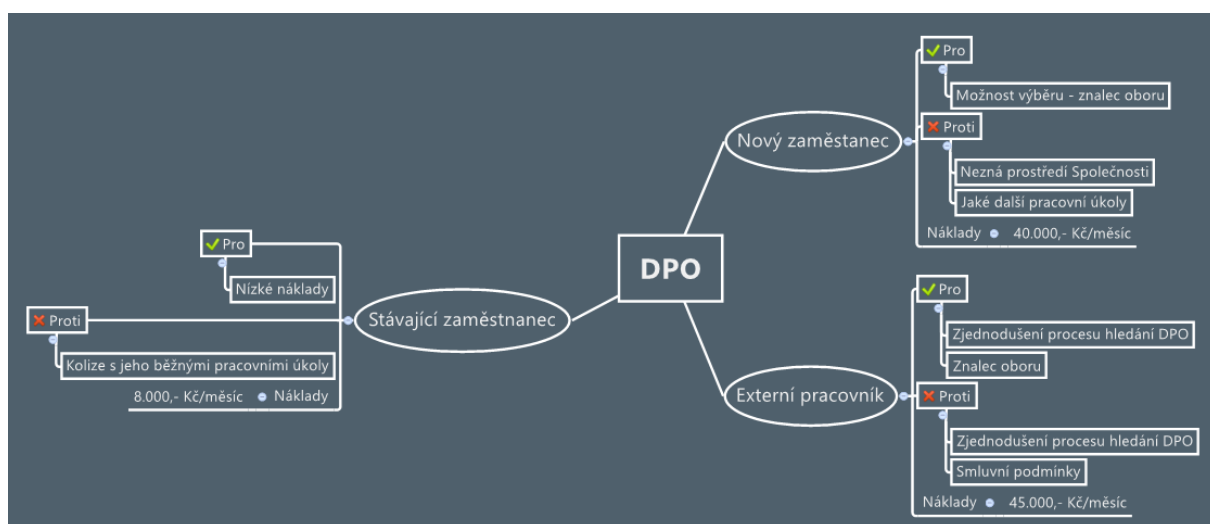 DPO
Nový zaměstanec
Pro
Možnost výběru - znalec oboru
Proti
Nezná prostředí Společnosti
Jaké další pracovní úkoly
Náklady 40.000,- Kč/měsíc
Externí pracovník
Pro
Zjednodušení procesu hledání DPO
Znalec oboru
Proti
Zjednodušení procesu hledání DPO
Smluvní podmínky
Náklady 45.000,- Kč/měsíc
Stávající zaměstnanec
Pro
Nízké náklady
Proti
Kolize s jeho běžnými pracovními úkoly
8.000,- Kč/měsíc Náklady